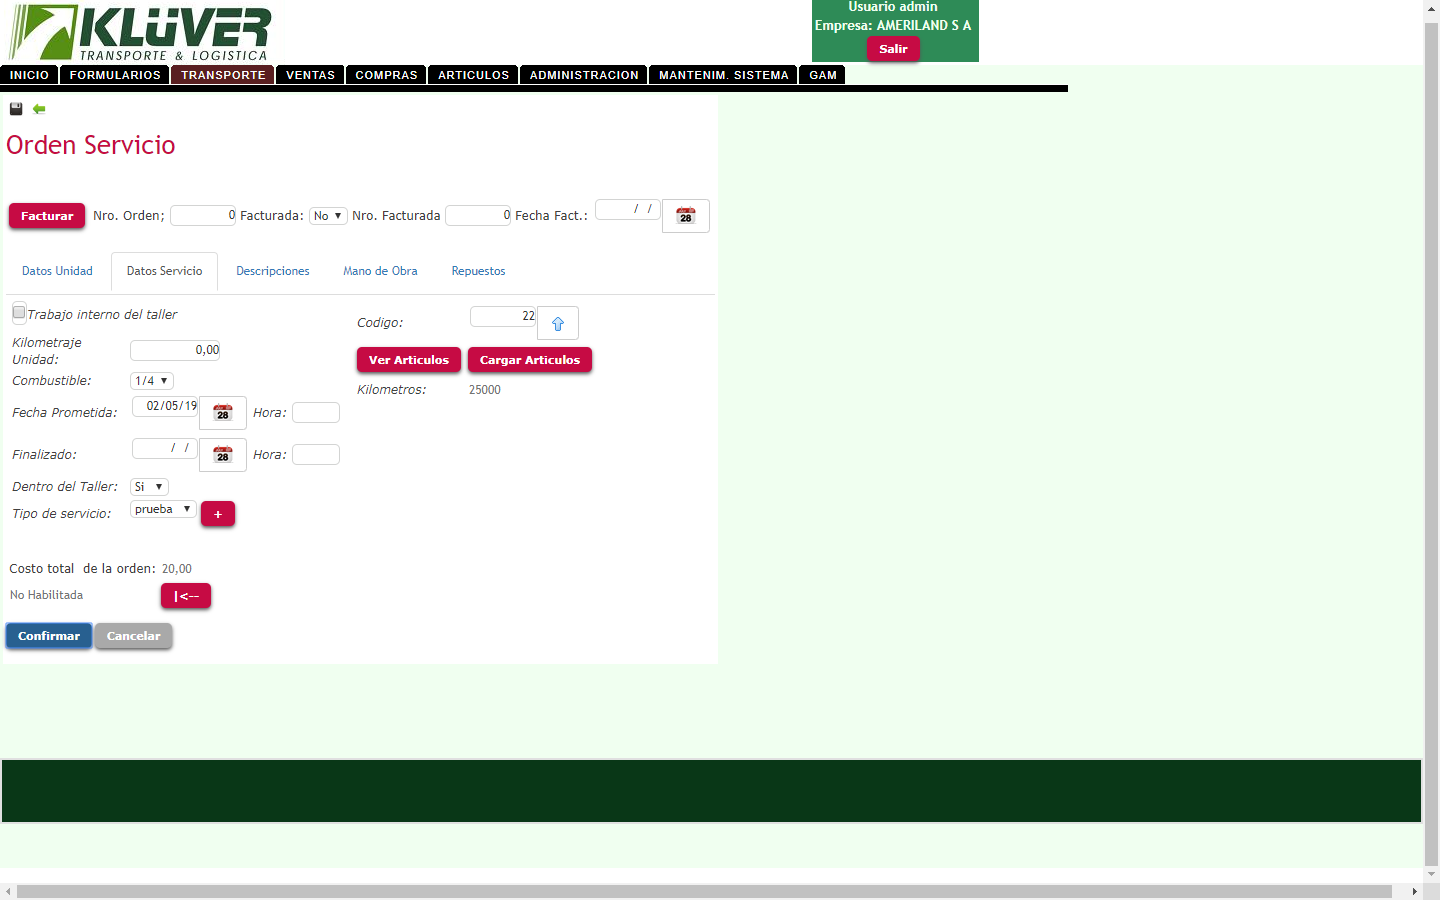 KLÜVER
TRANSPORTE & LOGISTICA
Usuario admin
Empresa: AMERILAND S A
Salir
INICIO FORMULARIOS TRANSPORTE VENTAS COMPRAS ARTICULOS ADMINISTRACION MANTENIM. SISTEMA GAM
Orden Servicio
Facturar Nro. Orden; 0 Facturada: No Nro. Facturada 0 Fecha Fact.: / / 28
Datos Unidad Datos Servicio Descripciones Mano de Obra Repuestos
Trabajo interno del taller
Kilometraje
Unidad: 0,00
Combustible: 1/4
Fecha Prometida: 02/05/19 28 Hora:
Finalizado: / / 28 Hora:
Dentro del Taller: Si
Tipo de servicio: prueba +
Codigo: 22
Ver Articulos Cargar Articulos
Kilometros: 25000
Costo total de la orden: 20,00
No Habilitada |<--
Confirmar Cancelar